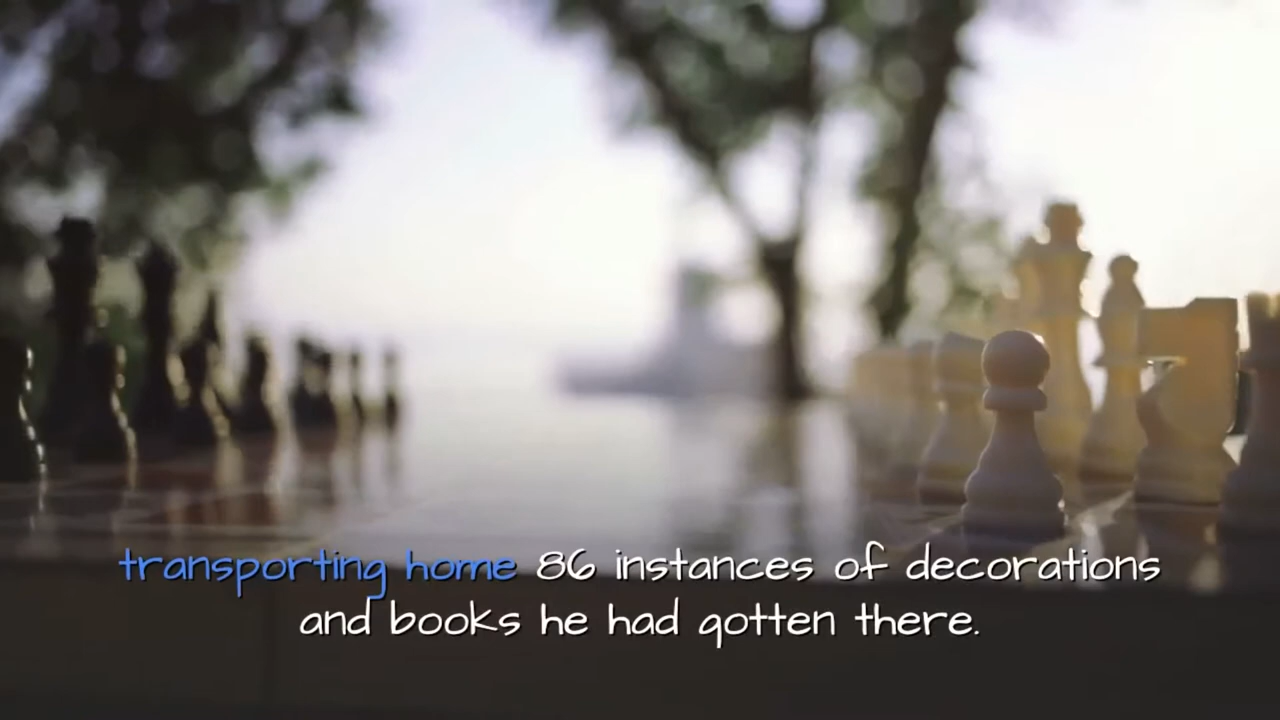 transporting home 86 instances of decorations
and books he had gotten there.